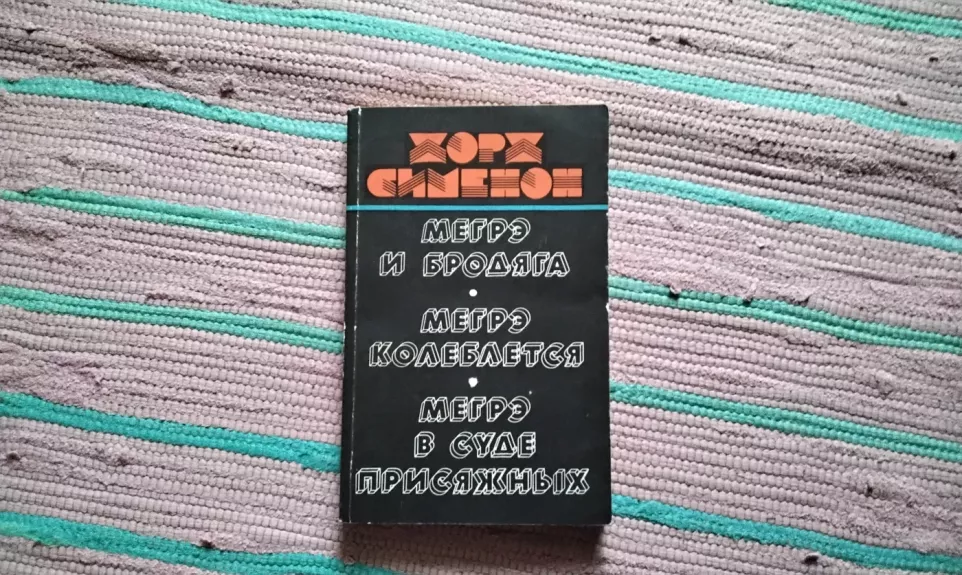 ЖОРЖ
СИМЕНОН
МЕГРЭ
И БРОДЯГА
•
МЕГРЭ
КОЛЕБЛЕТСЯ
•
МЕГРЭ
В СУДЕ
ПРИСЯЖНЫХ